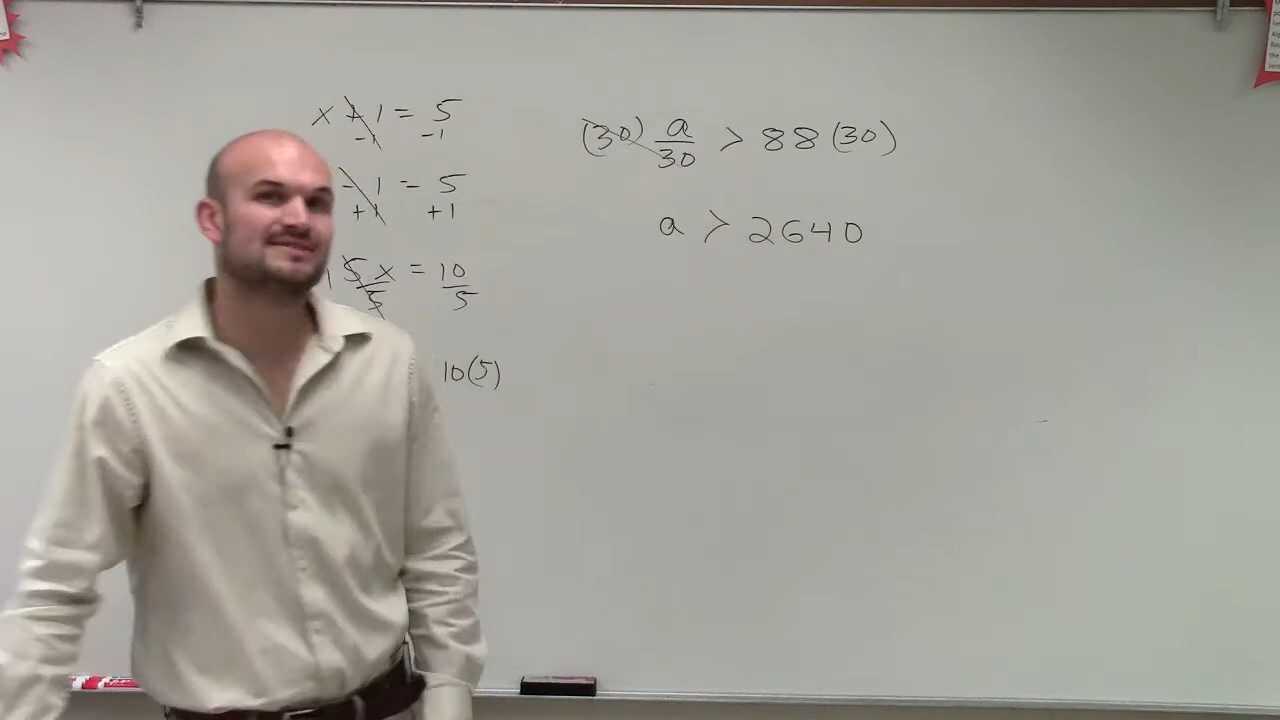 x + 1 = 5
-1 -1
- 1 = 5
+1 +1
1 5x = 10
5 5
10(5)
(30) a > 88 (30)
30
a > 2640